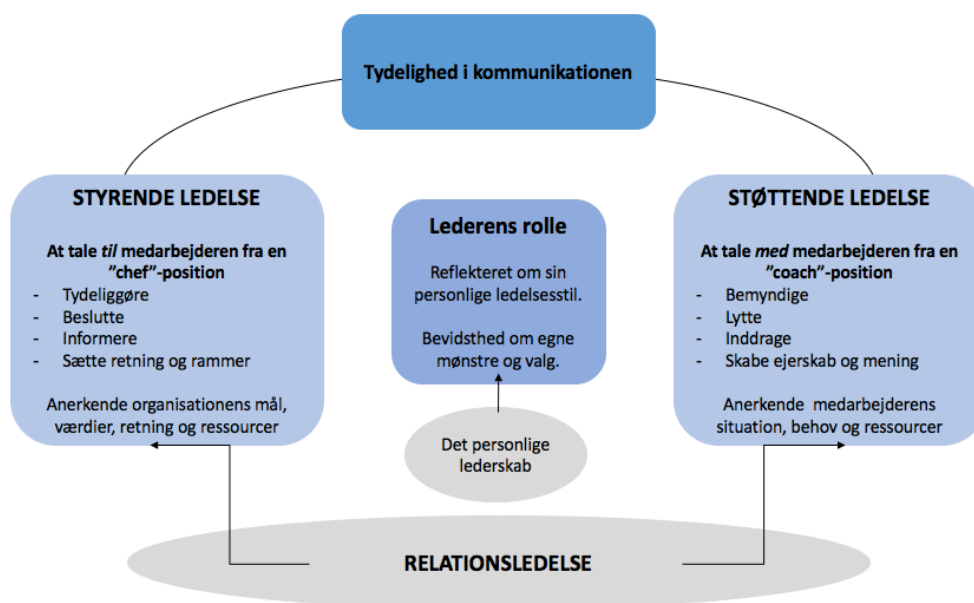 Tydelighed i kommunikationen
STYRENDE LEDELSE
At tale til medarbejderen fra en
"chef"-position
- Tydeliggøre
- Beslutte
- Informere
- Sætte retning og rammer
Anerkende organisationens mål,
værdier, retning og ressourcer
Lederens rolle
Reflekteret om sin
personlige ledelsesstil.
Bevidsthed om egne
mønstre og valg.
Det personlige
lederskab
STØTTENDE LEDELSE
At tale med medarbejderen fra en
"coach"-position
- Bemyndige
- Lytte
- Inddrage
- Skabe ejerskab og mening
Anerkende medarbejderens
situation, behov og ressourcer
RELATIONSLEDELSE